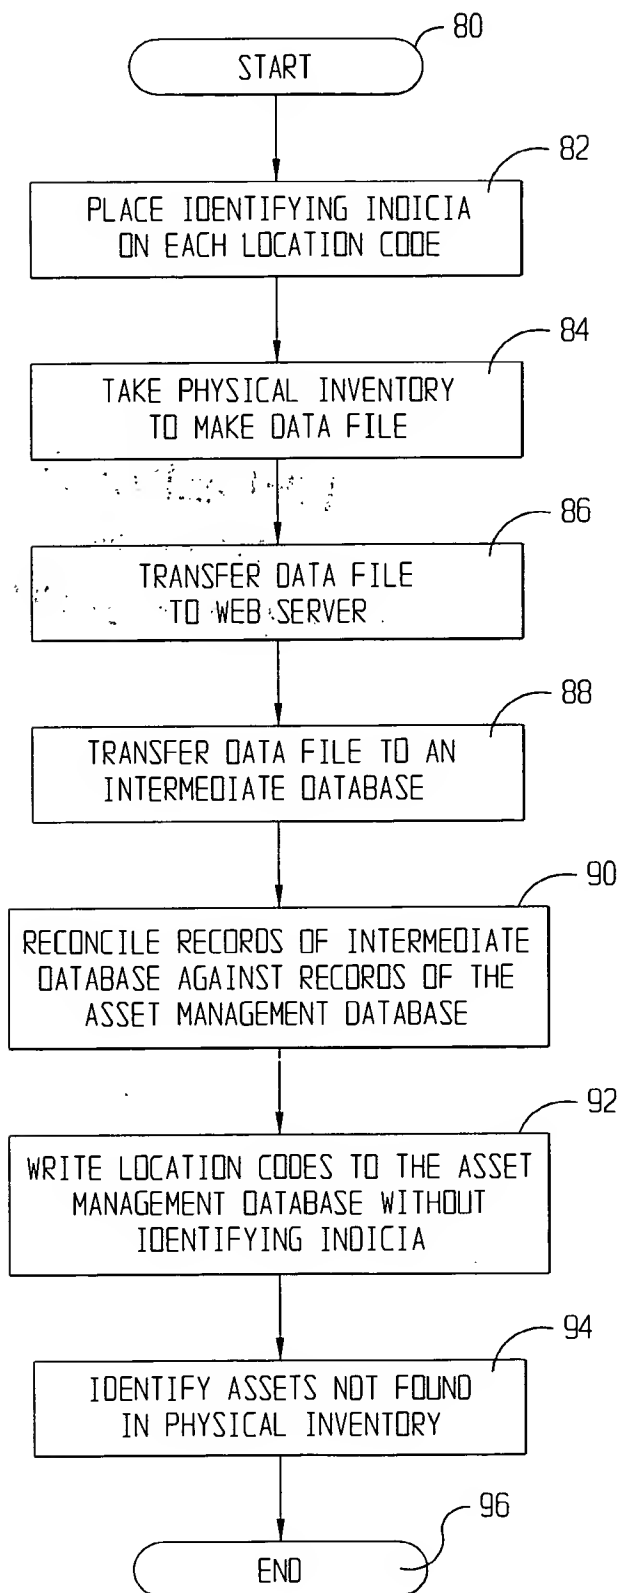 80
START
82
PLACE IDENTIFYING INDICIA
ON EACH LOCATION CODE
84
TAKE PHYSICAL INVENTORY
TO MAKE DATA FILE
86
TRANSFER DATA FILE
TO WEB SERVER
88
TRANSFER DATA FILE TO AN
INTERMEDIATE DATABASE
90
RECONCILE RECORDS OF INTERMEDIATE
DATABASE AGAINST RECORDS OF THE
ASSET MANAGEMENT DATABASE
92
WRITE LOCATION CODES TO THE ASSET
MANAGEMENT DATABASE WITHOUT
IDENTIFYING INDICIA
94
IDENTIFY ASSETS NOT FOUND
IN PHYSICAL INVENTORY
96
END